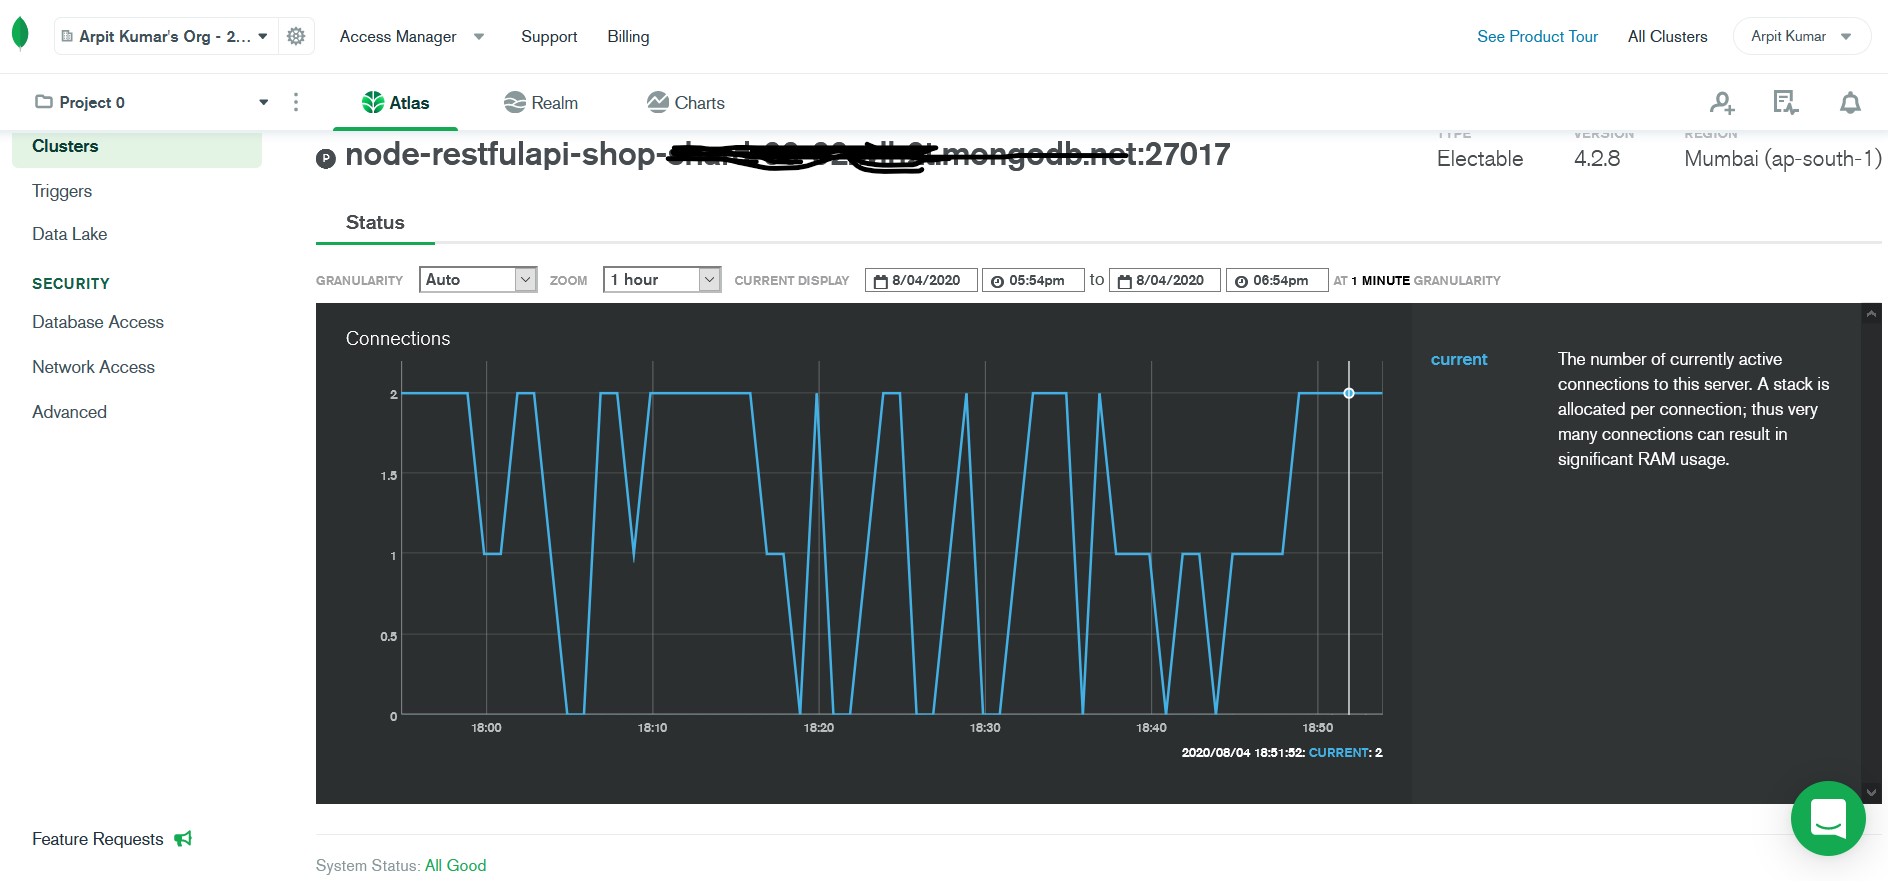 Arpit Kumar's Org - 2... Access Manager Support Billing See Product Tour All Clusters Arpit Kumar
Project 0 Atlas Realm Charts
TYPE VERSION REGION
Clusters
node-restfulapi-shop- .mongodb.net:27017
Electable 4.2.8 Mumbai (ap-south-1)
Triggers
Data Lake
SECURITY
Database Access
Network Access
Advanced
Feature Requests
Status
GRANULARITY Auto ZOOM 1 hour CURRENT DISPLAY 8/04/2020 05:54pm to 8/04/2020 06:54pm AT 1 MINUTE GRANULARITY
Connections
2
1.5
1
0.5
0
18:00 18:10 18:20 18:30 18:40 18:50
2020/08/04 18:51:52: CURRENT: 2
current
The number of currently active
connections to this server. A stack is
allocated per connection; thus very
many connections can result in
significant RAM usage.
System Status: All Good